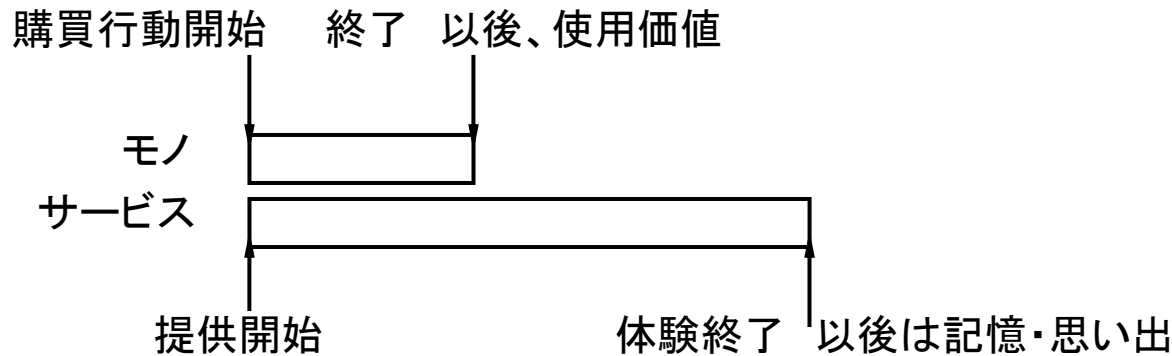 購買行動開始　終了　以後、使用価値
モノ
サービス
提供開始　体験終了　以後は記憶・思い出